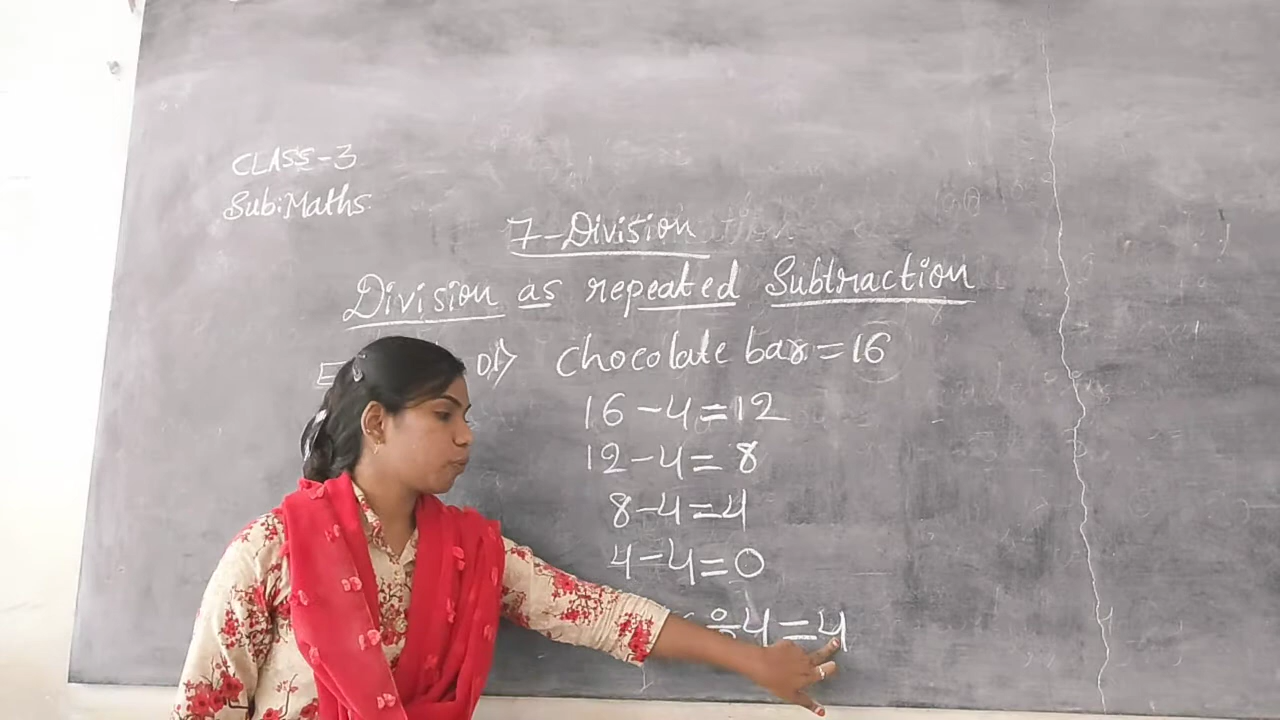 CLASS-3
Sub:Maths
7-Division
Division as repeated Subtraction
01) Chocolate bar = 16
16-4=12
12-4=8
8-4=4
4-4=0
÷4=4